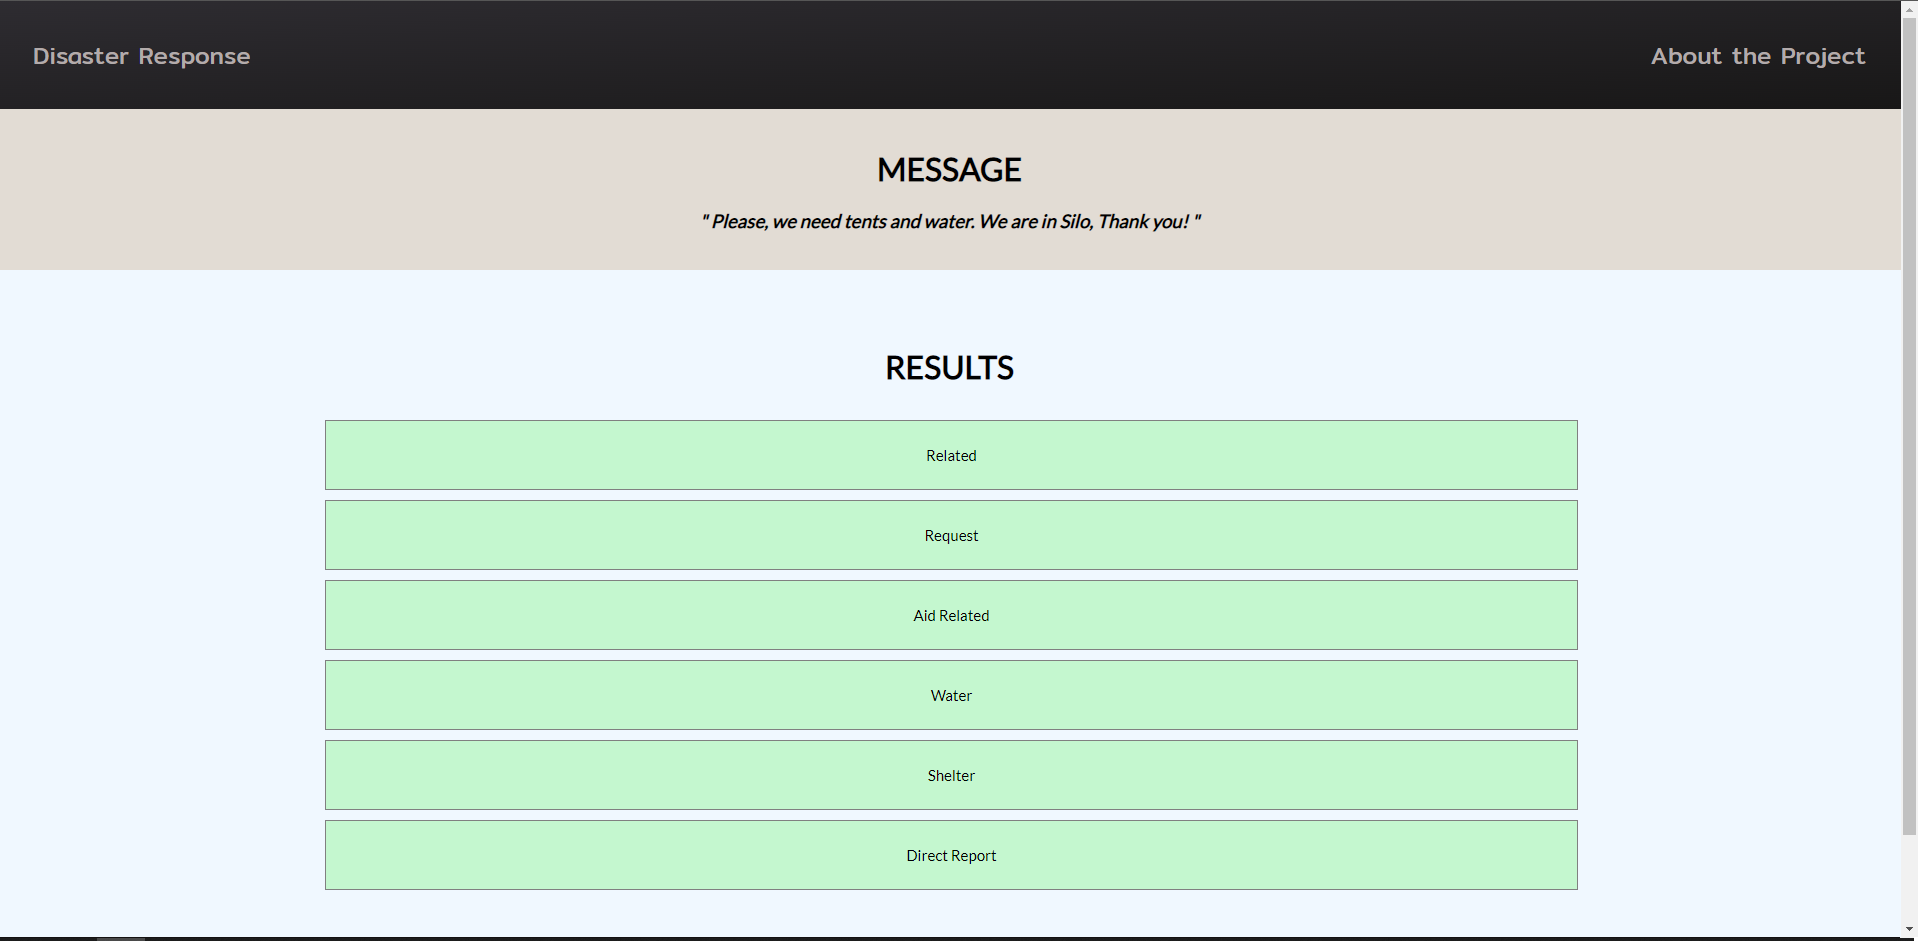 Disaster Response
About the Project
MESSAGE
" Please, we need tents and water. We are in Silo, Thank you! "
RESULTS
Related
Request
Aid Related
Water
Shelter
Direct Report